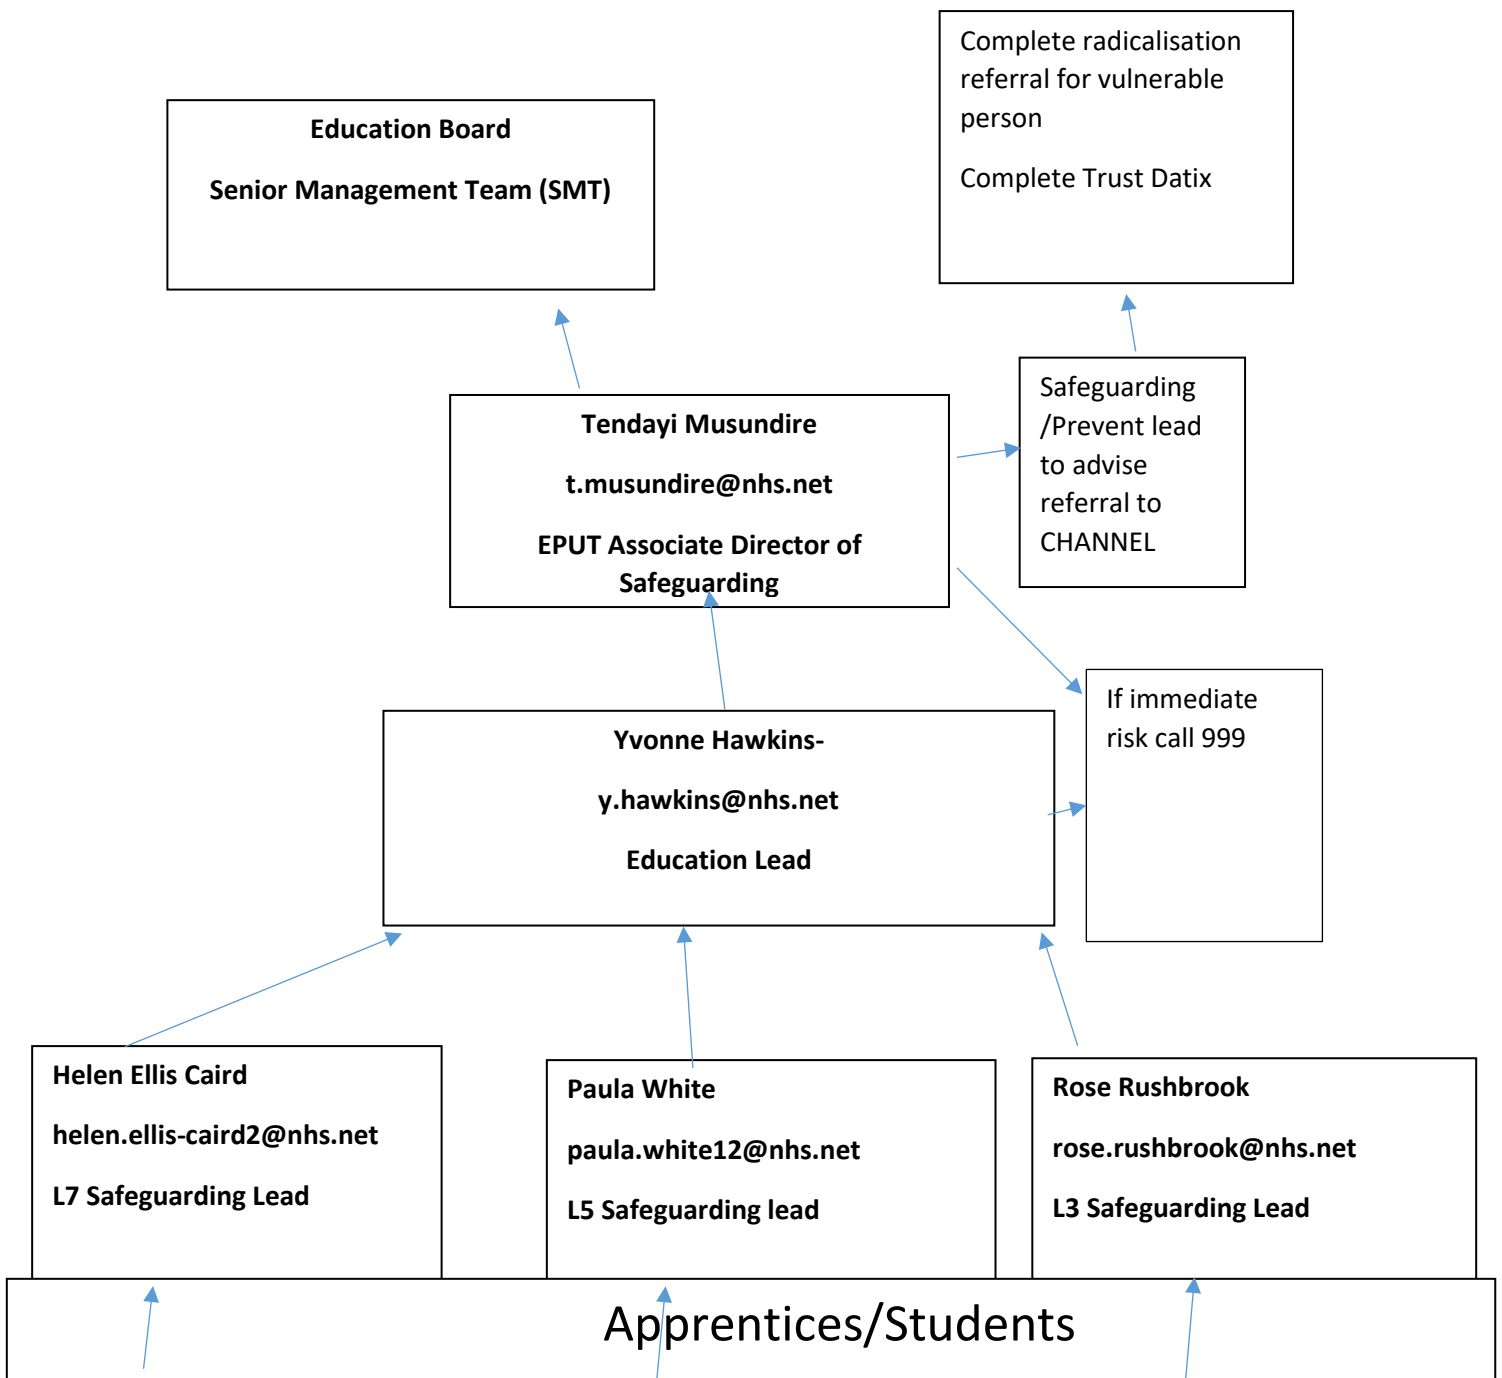 Complete radicalisation
referral for vulnerable
person
Complete Trust Datix
Education Board
Senior Management Team (SMT)
Safeguarding
/Prevent lead
to advise
referral to
CHANNEL
Tendayi Musundire
t.musundire@nhs.net
EPUT Associate Director of
Safeguarding
If immediate
risk call 999
Yvonne Hawkins-
y.hawkins@nhs.net
Education Lead
Helen Ellis Caird
helen.ellis-caird2@nhs.net
L7 Safeguarding Lead
Paula White
paula.white12@nhs.net
L5 Safeguarding lead
Rose Rushbrook
rose.rushbrook@nhs.net
L3 Safeguarding Lead
Apprentices/Students